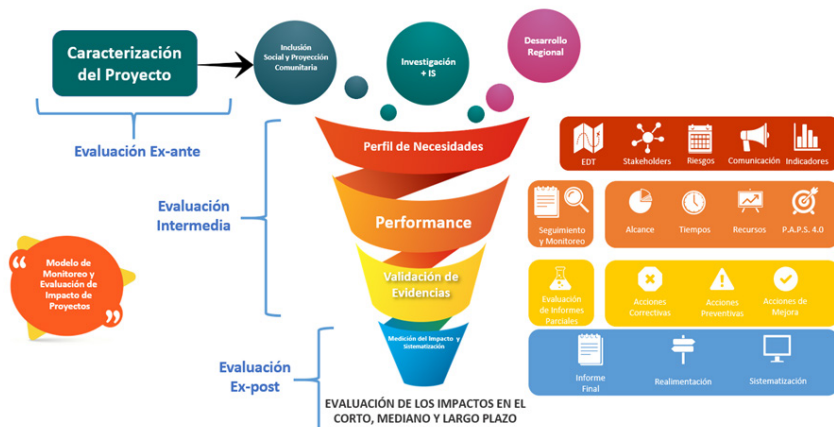 Caracterización
del Proyecto
Inclusión
Social y Proyección
Comunitaria
Investigación
+ IS
Desarrollo
Regional
Evaluación Ex-ante
Evaluación
Intermedia
Evaluación
Ex-post
Modelo de
Monitoreo y
Evaluación de
Impacto de
Proyectos
Perfil de Necesidades
Performance
Validación de
Evidencias
Medición del Impacto y
Sistematización
EVALUACIÓN DE LOS IMPACTOS EN EL
CORTO, MEDIANO Y LARGO PLAZO
EDT
Stakeholders
Riesgos
Comunicación
Indicadores
Seguimiento
y Monitoreo
Alcance
Tiempos
Recursos
P.A.P.S. 4.0
Evaluación
de Informes
Parciales
Acciones
Correctivas
Acciones
Preventivas
Acciones de
Mejora
Informe
Final
Realimentación
Sistematización